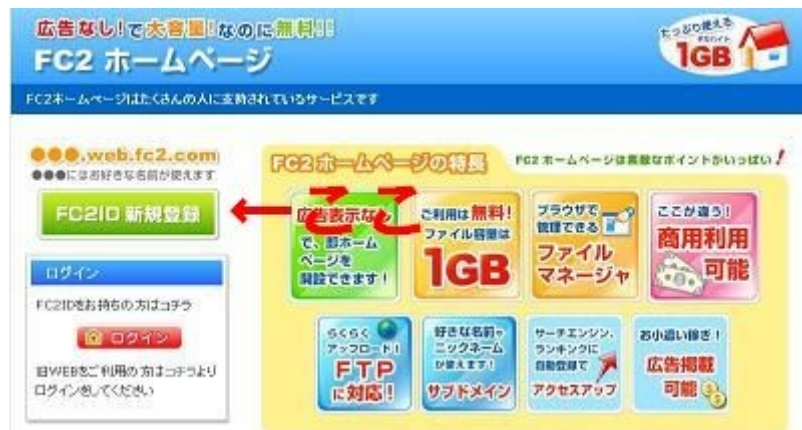 広告なし!で大容量!なのに無料!!
FC2 ホームページ
たっぷり使える
1GB
FC2ホームページはたくさんの人に支持されているサービスです
●●●.web.fc2.com
●●●にはお好きな名前が使えます
FC2ID 新規登録
ここ
ログイン
FC2IDをお持ちの方はコチラ
ログイン
旧WEBをご利用の方はコチラより
ログインをしてください
FC2 ホームページの特長
FC2 ホームページは素敵なポイントがいっぱい!
広告表示なし
で、即ホーム
ページを
開設できます!
ご利用は無料!
ファイル容量は
1GB
ブラウザで
管理できる
ファイル
マネージャ
ここが違う!
商用利用
可能
らくらく
アップロード!
FTP
に対応!
好きな名前・
ニックネーム
が使えます!
サブドメイン
サーチエンジン、
ランキングに
自動登録で
アクセスアップ
お小遣い稼ぎ!
広告掲載
可能